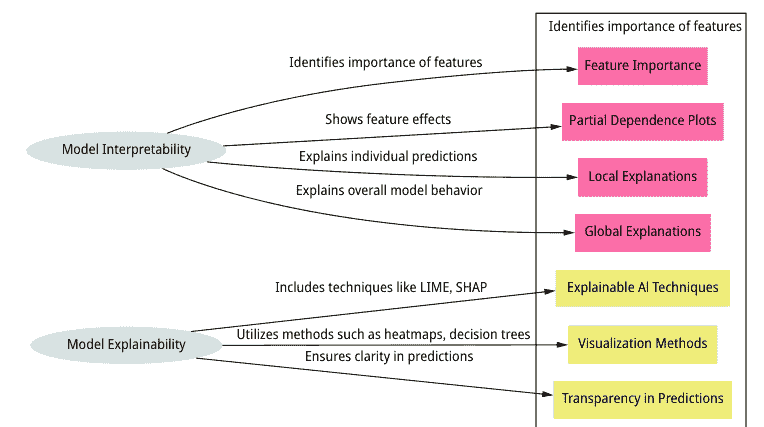 Identifies importance of features
Identifies importance of features
Feature Importance
Shows feature effects
Partial Dependence Plots
Model Interpretability
Explains individual predictions
Local Explanations
Explains overall model behavior
Global Explanations
Includes techniques like LIME, SHAP
Explainable AI Techniques
Utilizes methods such as heatmaps, decision trees
Visualization Methods
Model Explainability
Ensures clarity in predictions
Transparency in Predictions